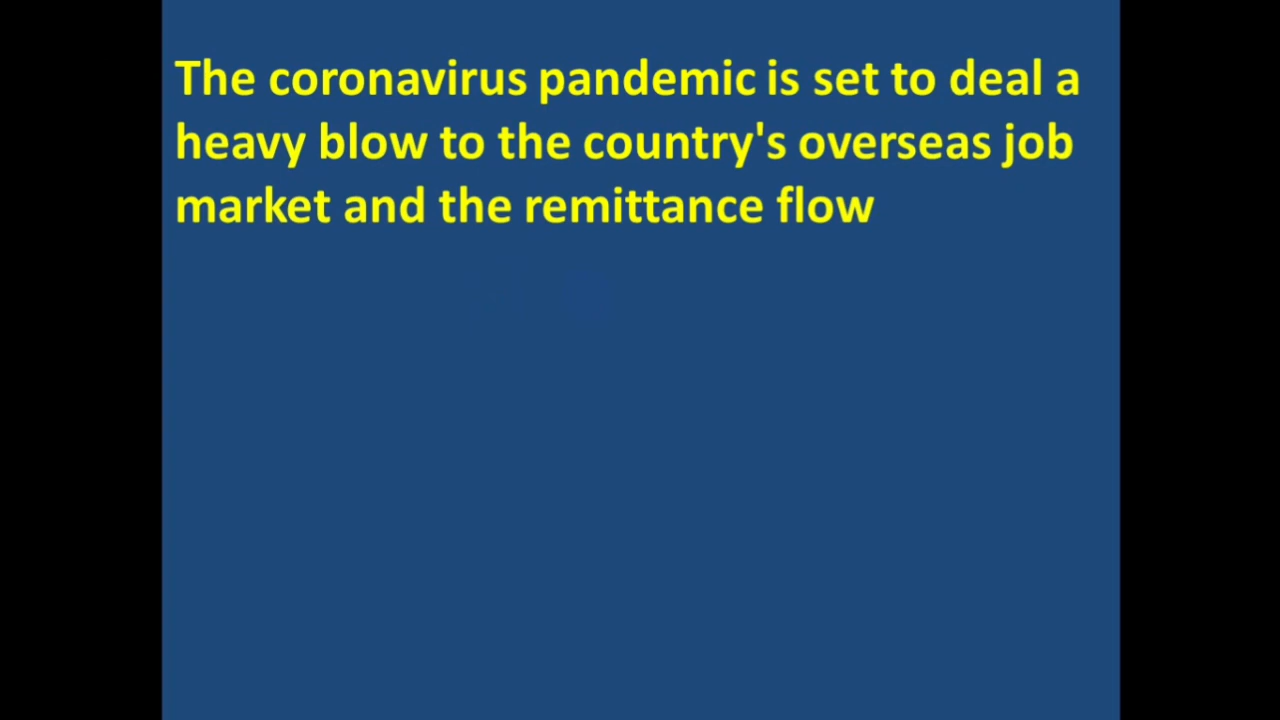 The coronavirus pandemic is set to deal a
heavy blow to the country's overseas job
market and the remittance flow